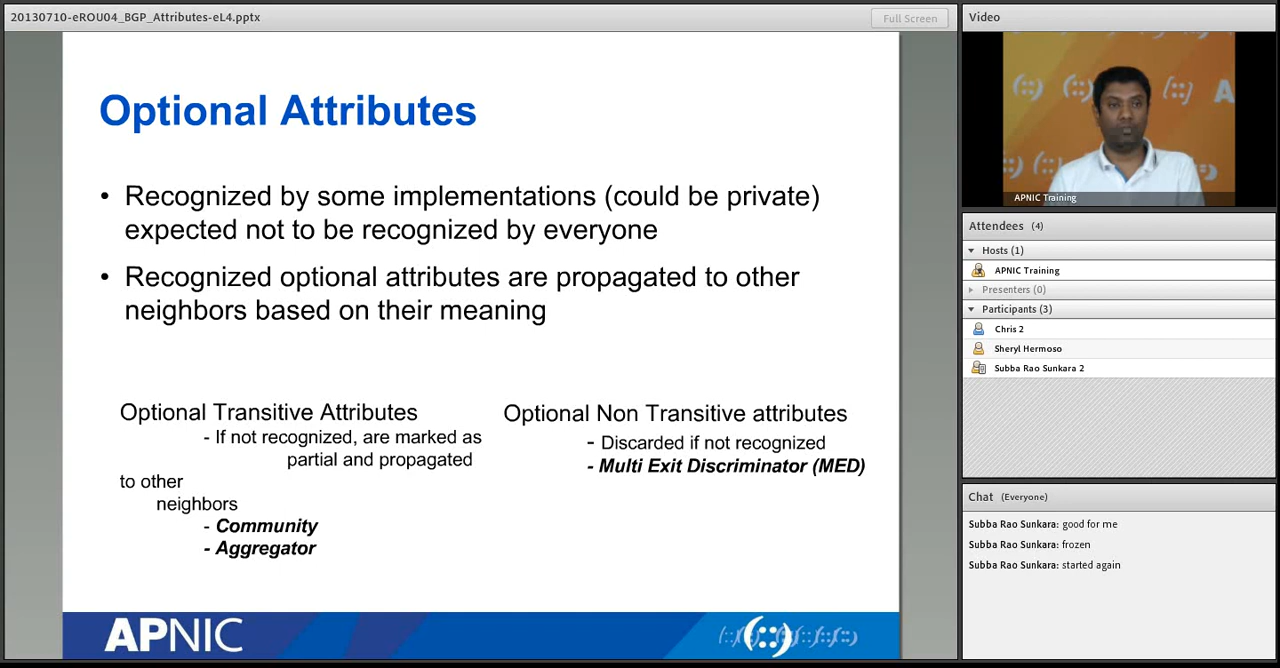 20130710-eROU04_BGP_Attributes-eL4.pptx
Full Screen
Optional Attributes
• Recognized by some implementations (could be private)
expected not to be recognized by everyone
• Recognized optional attributes are propagated to other
neighbors based on their meaning
Optional Transitive Attributes
- If not recognized, are marked as
partial and propagated
to other
neighbors
- Community
- Aggregator
Optional Non Transitive attributes
- Discarded if not recognized
- Multi Exit Discriminator (MED)
APNIC
(::)
Video
A
APNIC Training
Attendees (4)
Hosts (1)
APNIC Training
Presenters (0)
Participants (3)
Chris 2
Sheryl Hermoso
Subba Rao Sunkara 2
Chat (Everyone)
Subba Rao Sunkara: good for me
Subba Rao Sunkara: frozen
Subba Rao Sunkara: started again